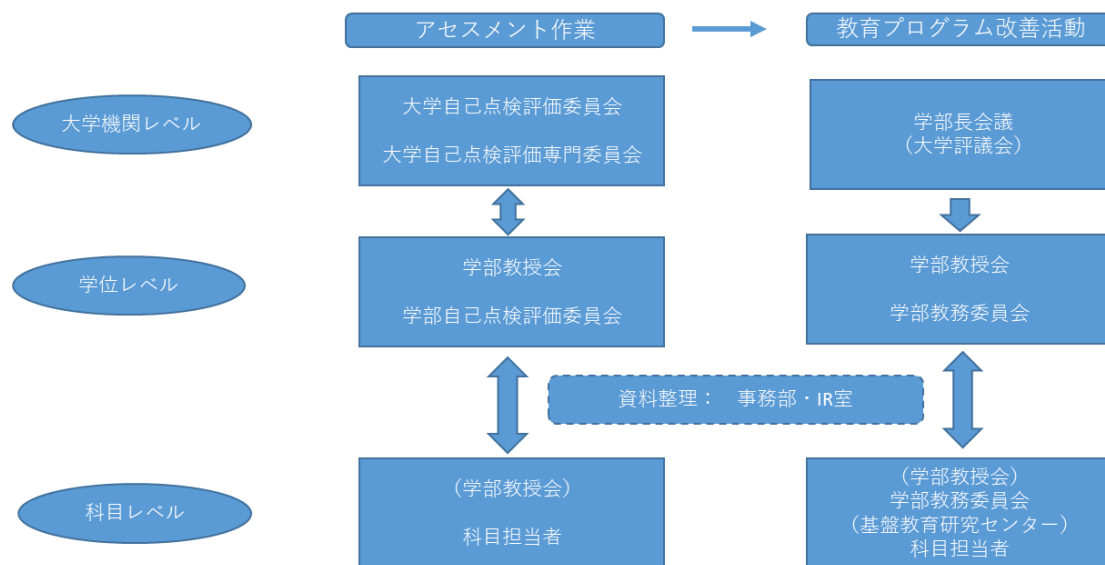 アセスメント作業
教育プログラム改善活動
大学機関レベル
大学自己点検評価委員会
大学自己点検評価専門委員会
学部長会議
（大学評議会）
学位レベル
学部教授会
学部自己点検評価委員会
学部教授会
学部教務委員会
資料整理：　事務部・IR室
科目レベル
（学部教授会）
科目担当者
（学部教授会）
学部教務委員会
（基盤教育研究センター）
科目担当者